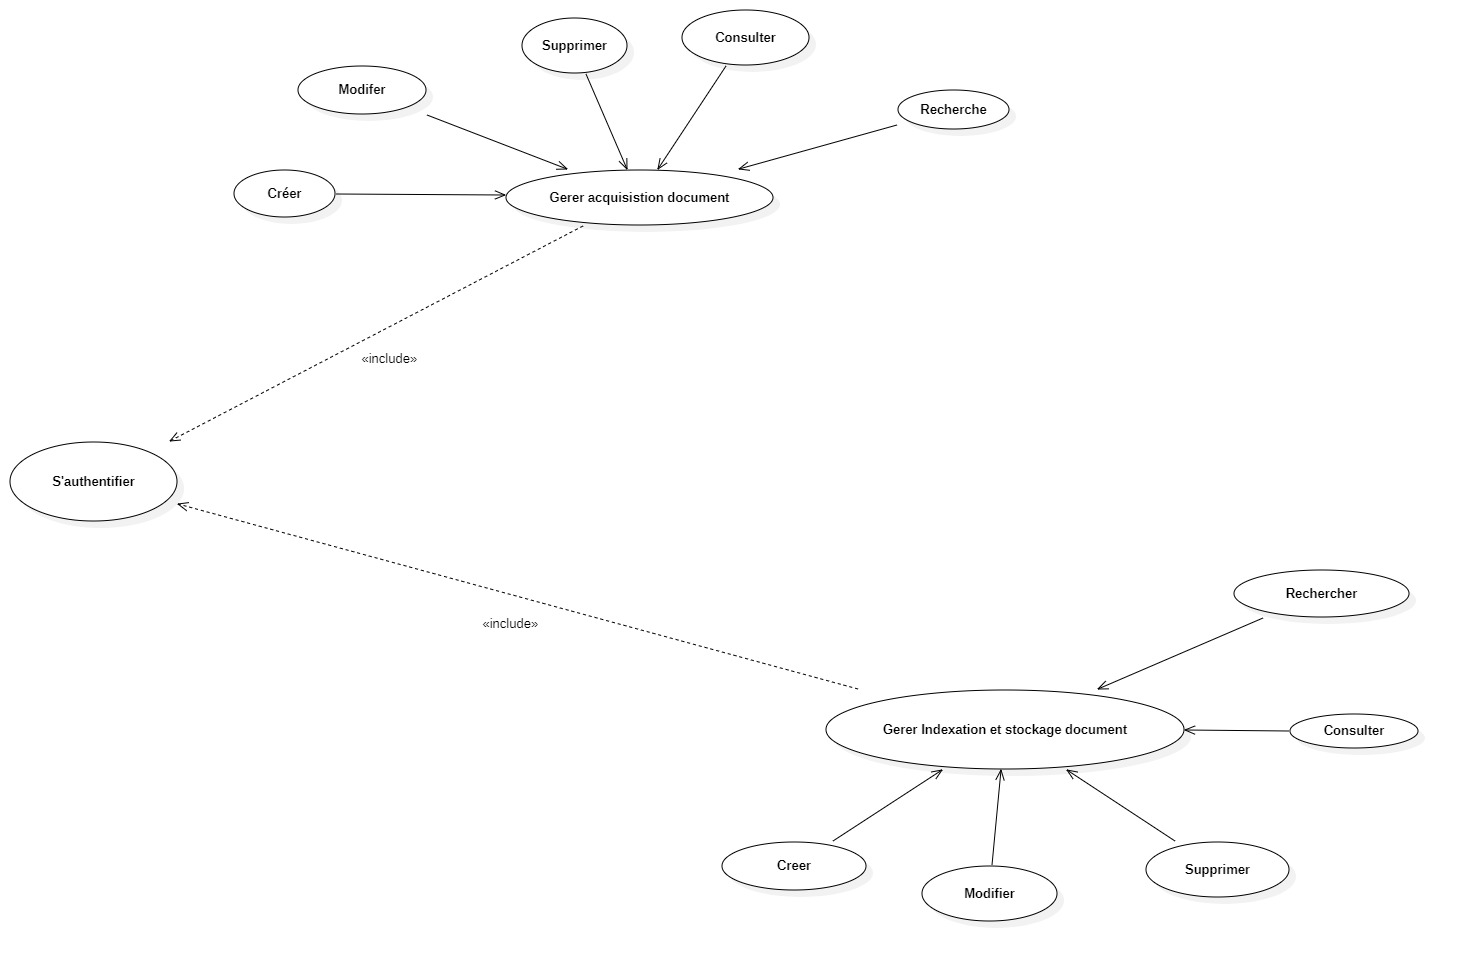 Supprimer
Consulter
Modifer
Recherche
Créer
Gerer acquisistion document
«include»
S'authentifier
«include»
Rechercher
Gerer Indexation et stockage document
Consulter
Creer
Modifier
Supprimer